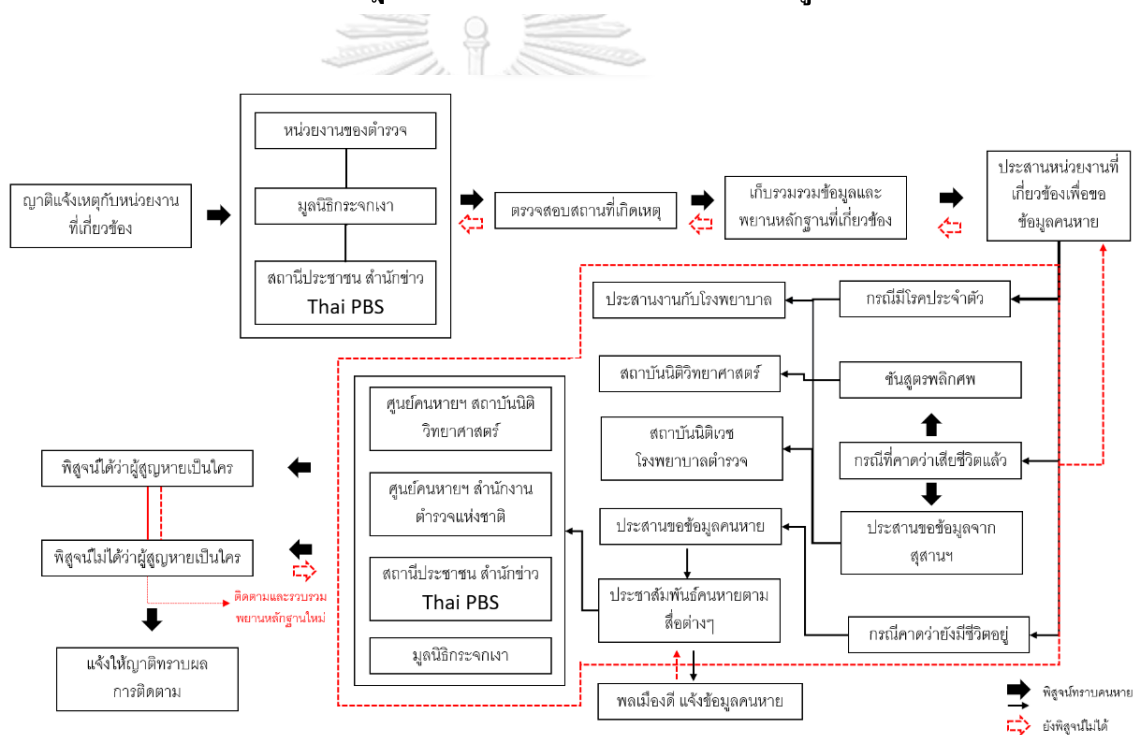 หน่วยงานของตำรวจ
ญาติแจ้งเหตุกับหน่วยงาน
ที่เกี่ยวข้อง
มูลนิธิกระจกเงา
สถานีประชาชน สำนักข่าว
Thai PBS
ตรวจสอบสถานที่เกิดเหตุ
เก็บรวมรวมข้อมูลและ
พยานหลักฐานที่เกี่ยวข้อง
ประสานหน่วยงานที่
เกี่ยวข้องเพื่อขอ
ข้อมูลคนหาย
ประสานงานกับโรงพยาบาล
กรณีมีโรคประจำตัว
สถาบันนิติวิทยาศาสตร์
ชันสูตรพลิกศพ
สถาบันนิติเวช
โรงพยาบาลตำรวจ
กรณีที่คาดว่าเสียชีวิตแล้ว
ประสานขอข้อมูลคนหาย
ประสานขอข้อมูลจาก
สุสานฯ
ประชาสัมพันธ์คนหายตาม
สื่อต่างๆ
กรณีคาดว่ายังมีชีวิตอยู่
พลเมืองดี แจ้งข้อมูลคนหาย
ศูนย์คนหายฯ สถาบันนิติ
วิทยาศาสตร์
ศูนย์คนหายฯ สำนักงาน
ตำรวจแห่งชาติ
สถานีประชาชน สำนักข่าว
Thai PBS
มูลนิธิกระจกเงา
พิสูจน์ได้ว่าผู้สูญหายเป็นใคร
พิสูจน์ไม่ได้ว่าผู้สูญหายเป็นใคร
ติดตามและรวบรวม
พยานหลักฐานใหม่
แจ้งให้ญาติทราบผล
การติดตาม
พิสูจน์ทราบคนหาย
ยังพิสูจน์ไม่ได้